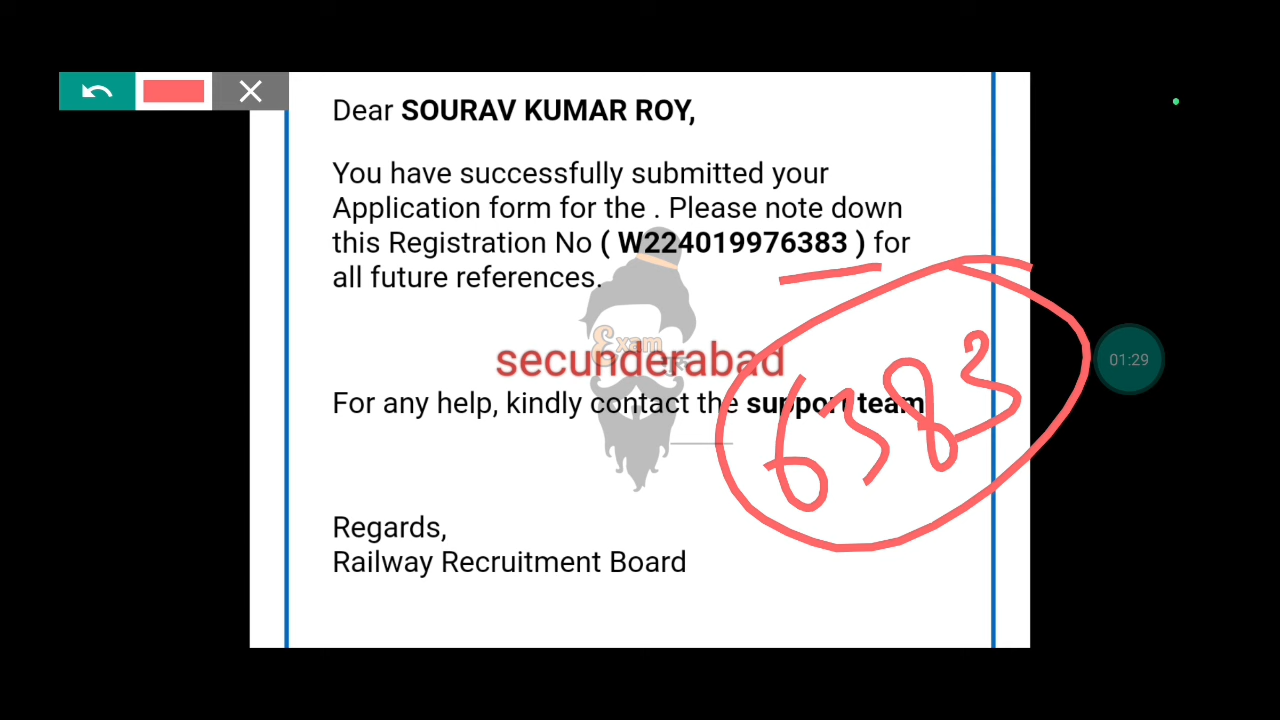 Dear SOURAV KUMAR ROY,
You have successfully submitted your
Application form for the . Please note down
this Registration No ( W224019976383 ) for
all future references.
Exam
secunderabad
For any help, kindly contact the support team
6383
01:29
Regards,
Railway Recruitment Board